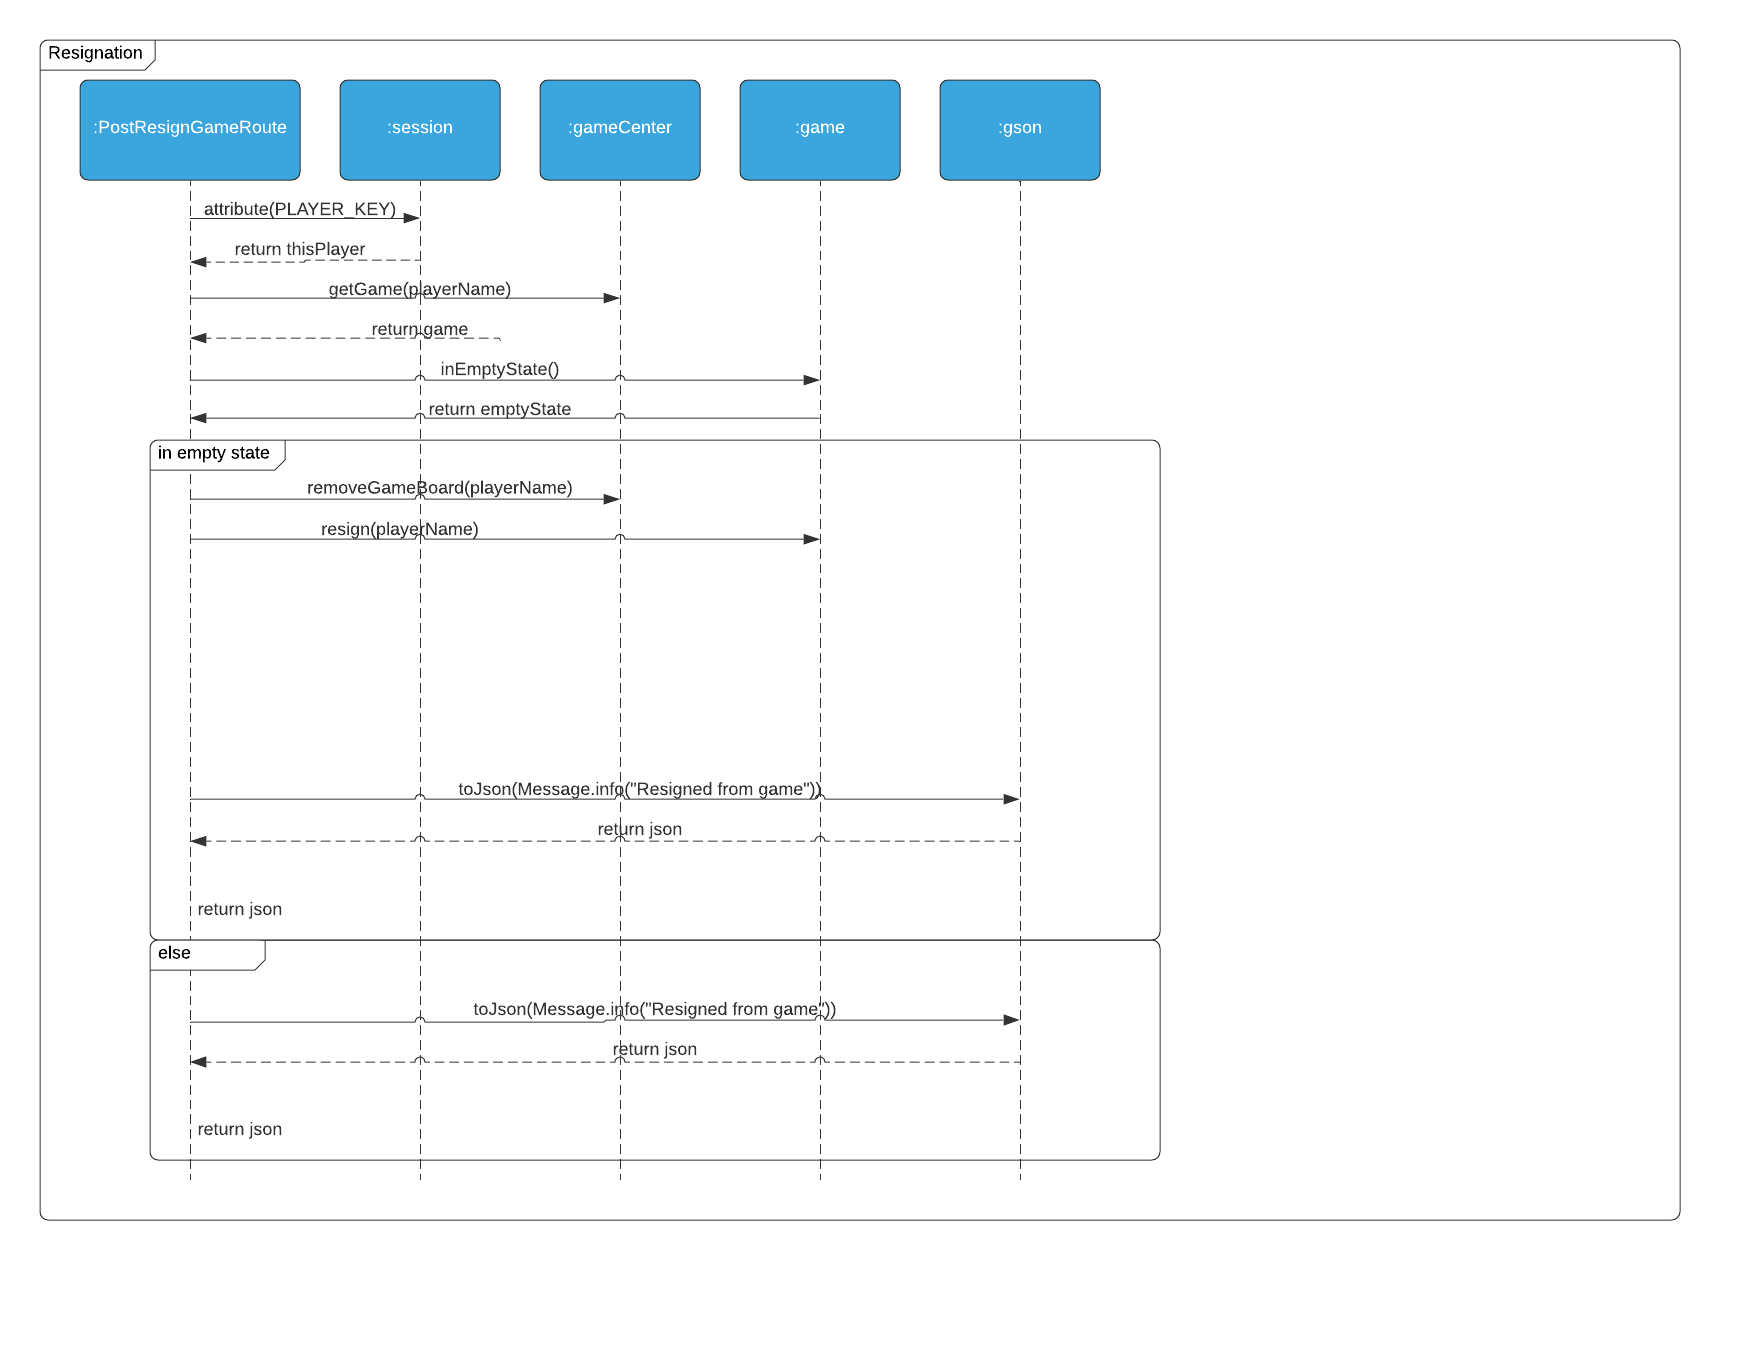 Resignation
:PostResignGameRoute
:session
:gameCenter
:game
:gson
attribute(PLAYER_KEY)
return thisPlayer
getGame(playerName)
return game
inEmptyState()
return emptyState
in empty state
removeGameBoard(playerName)
resign(playerName)
toJson(Message.info("Resigned from game"))
return json
return json
else
toJson(Message.info("Resigned from game"))
return json
return json